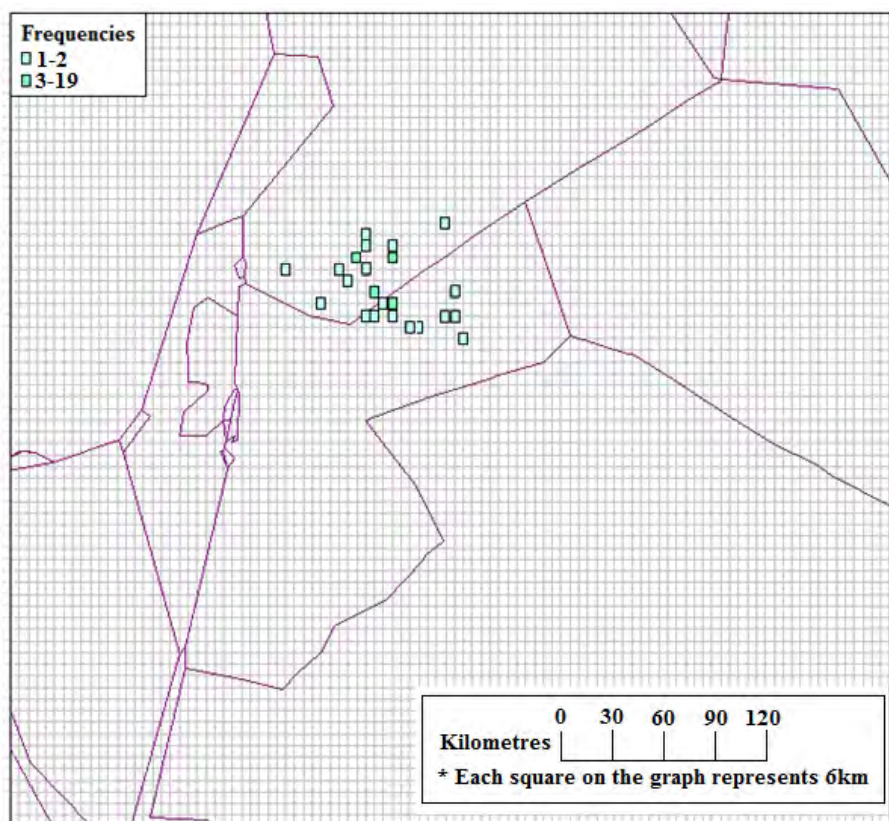 Frequencies
1-2
3-19
0 30 60 90 120
Kilometres
* Each square on the graph represents 6km